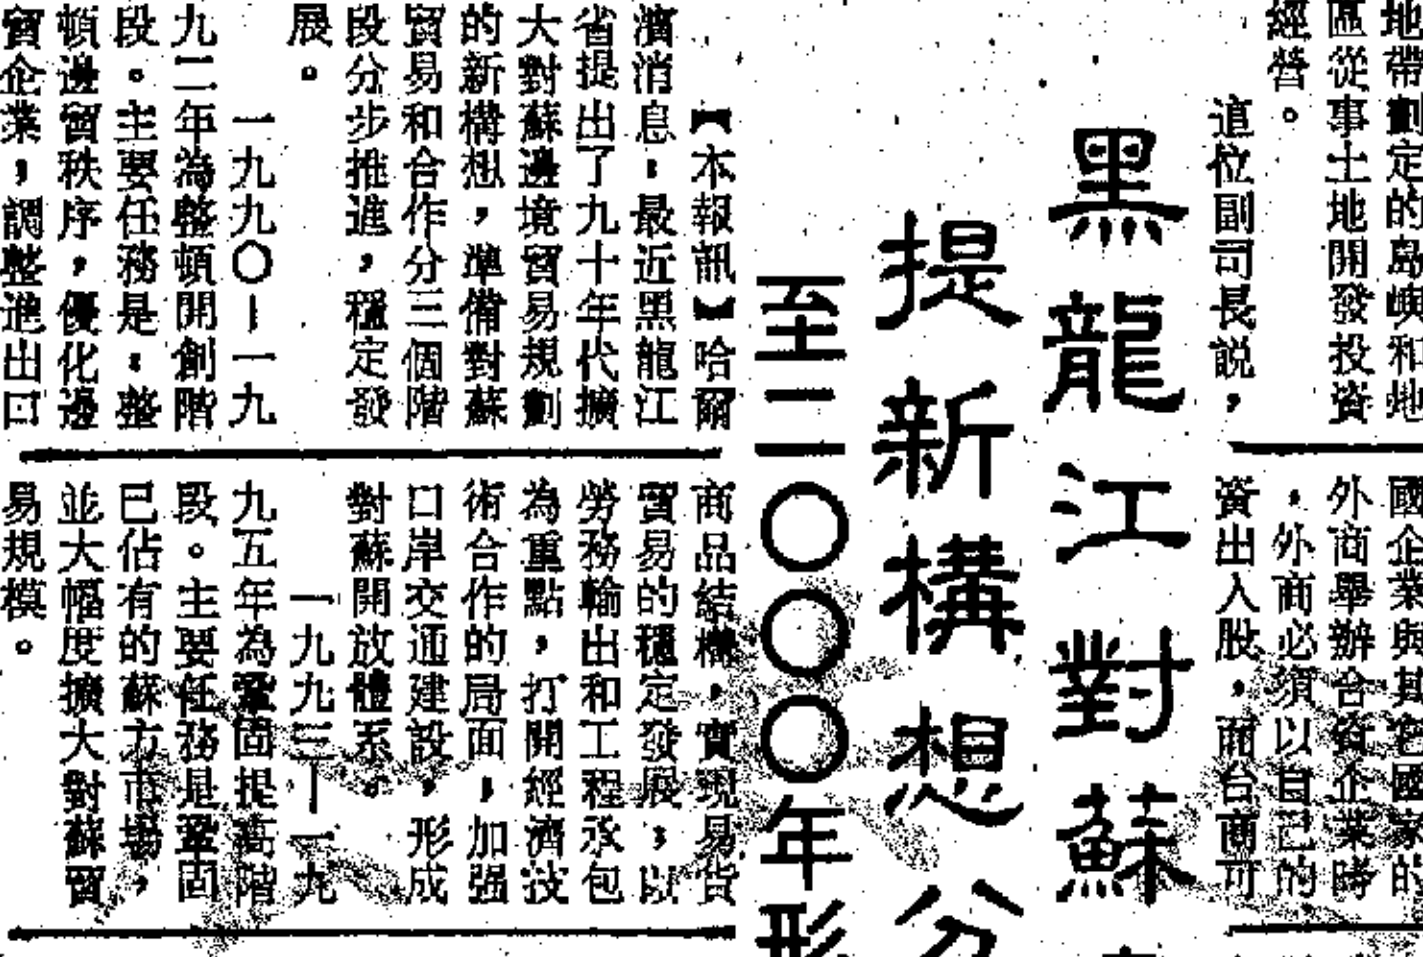 地帶劃定的島嶼和地
區從事土地開發投資
經營。
這位副司長説，
國企業與其它國家的
外商舉辦合資企業時
，外商必須以自己的
資出入股，而台商可
黑龍江對蘇
提新構想分
至二〇〇〇年形
【本報訊】哈爾
濱消息：最近黑龍江
省提出了九十年代擴
大對蘇邊境貿易規劃
的新構想，準備對蘇
貿易和合作分三個階
段分步推進，穩定發
展。
一九九〇—一九
九二年為整頓開創階
段。主要任務是：整
頓邊貿秩序，優化邊
貿企業，調整進出口
商品結構，實現易貨
貿易的穩定發展，以
勞務輸出和工程承包
為重點，打開經濟技
術合作的局面，加强
口岸交通建設，形成
對蘇開放體系。
一九九三—一九
九五年為鞏固提高階
段。主要任務是鞏固
已佔有的蘇方市場，
並大幅度擴大對蘇貿
易規模。